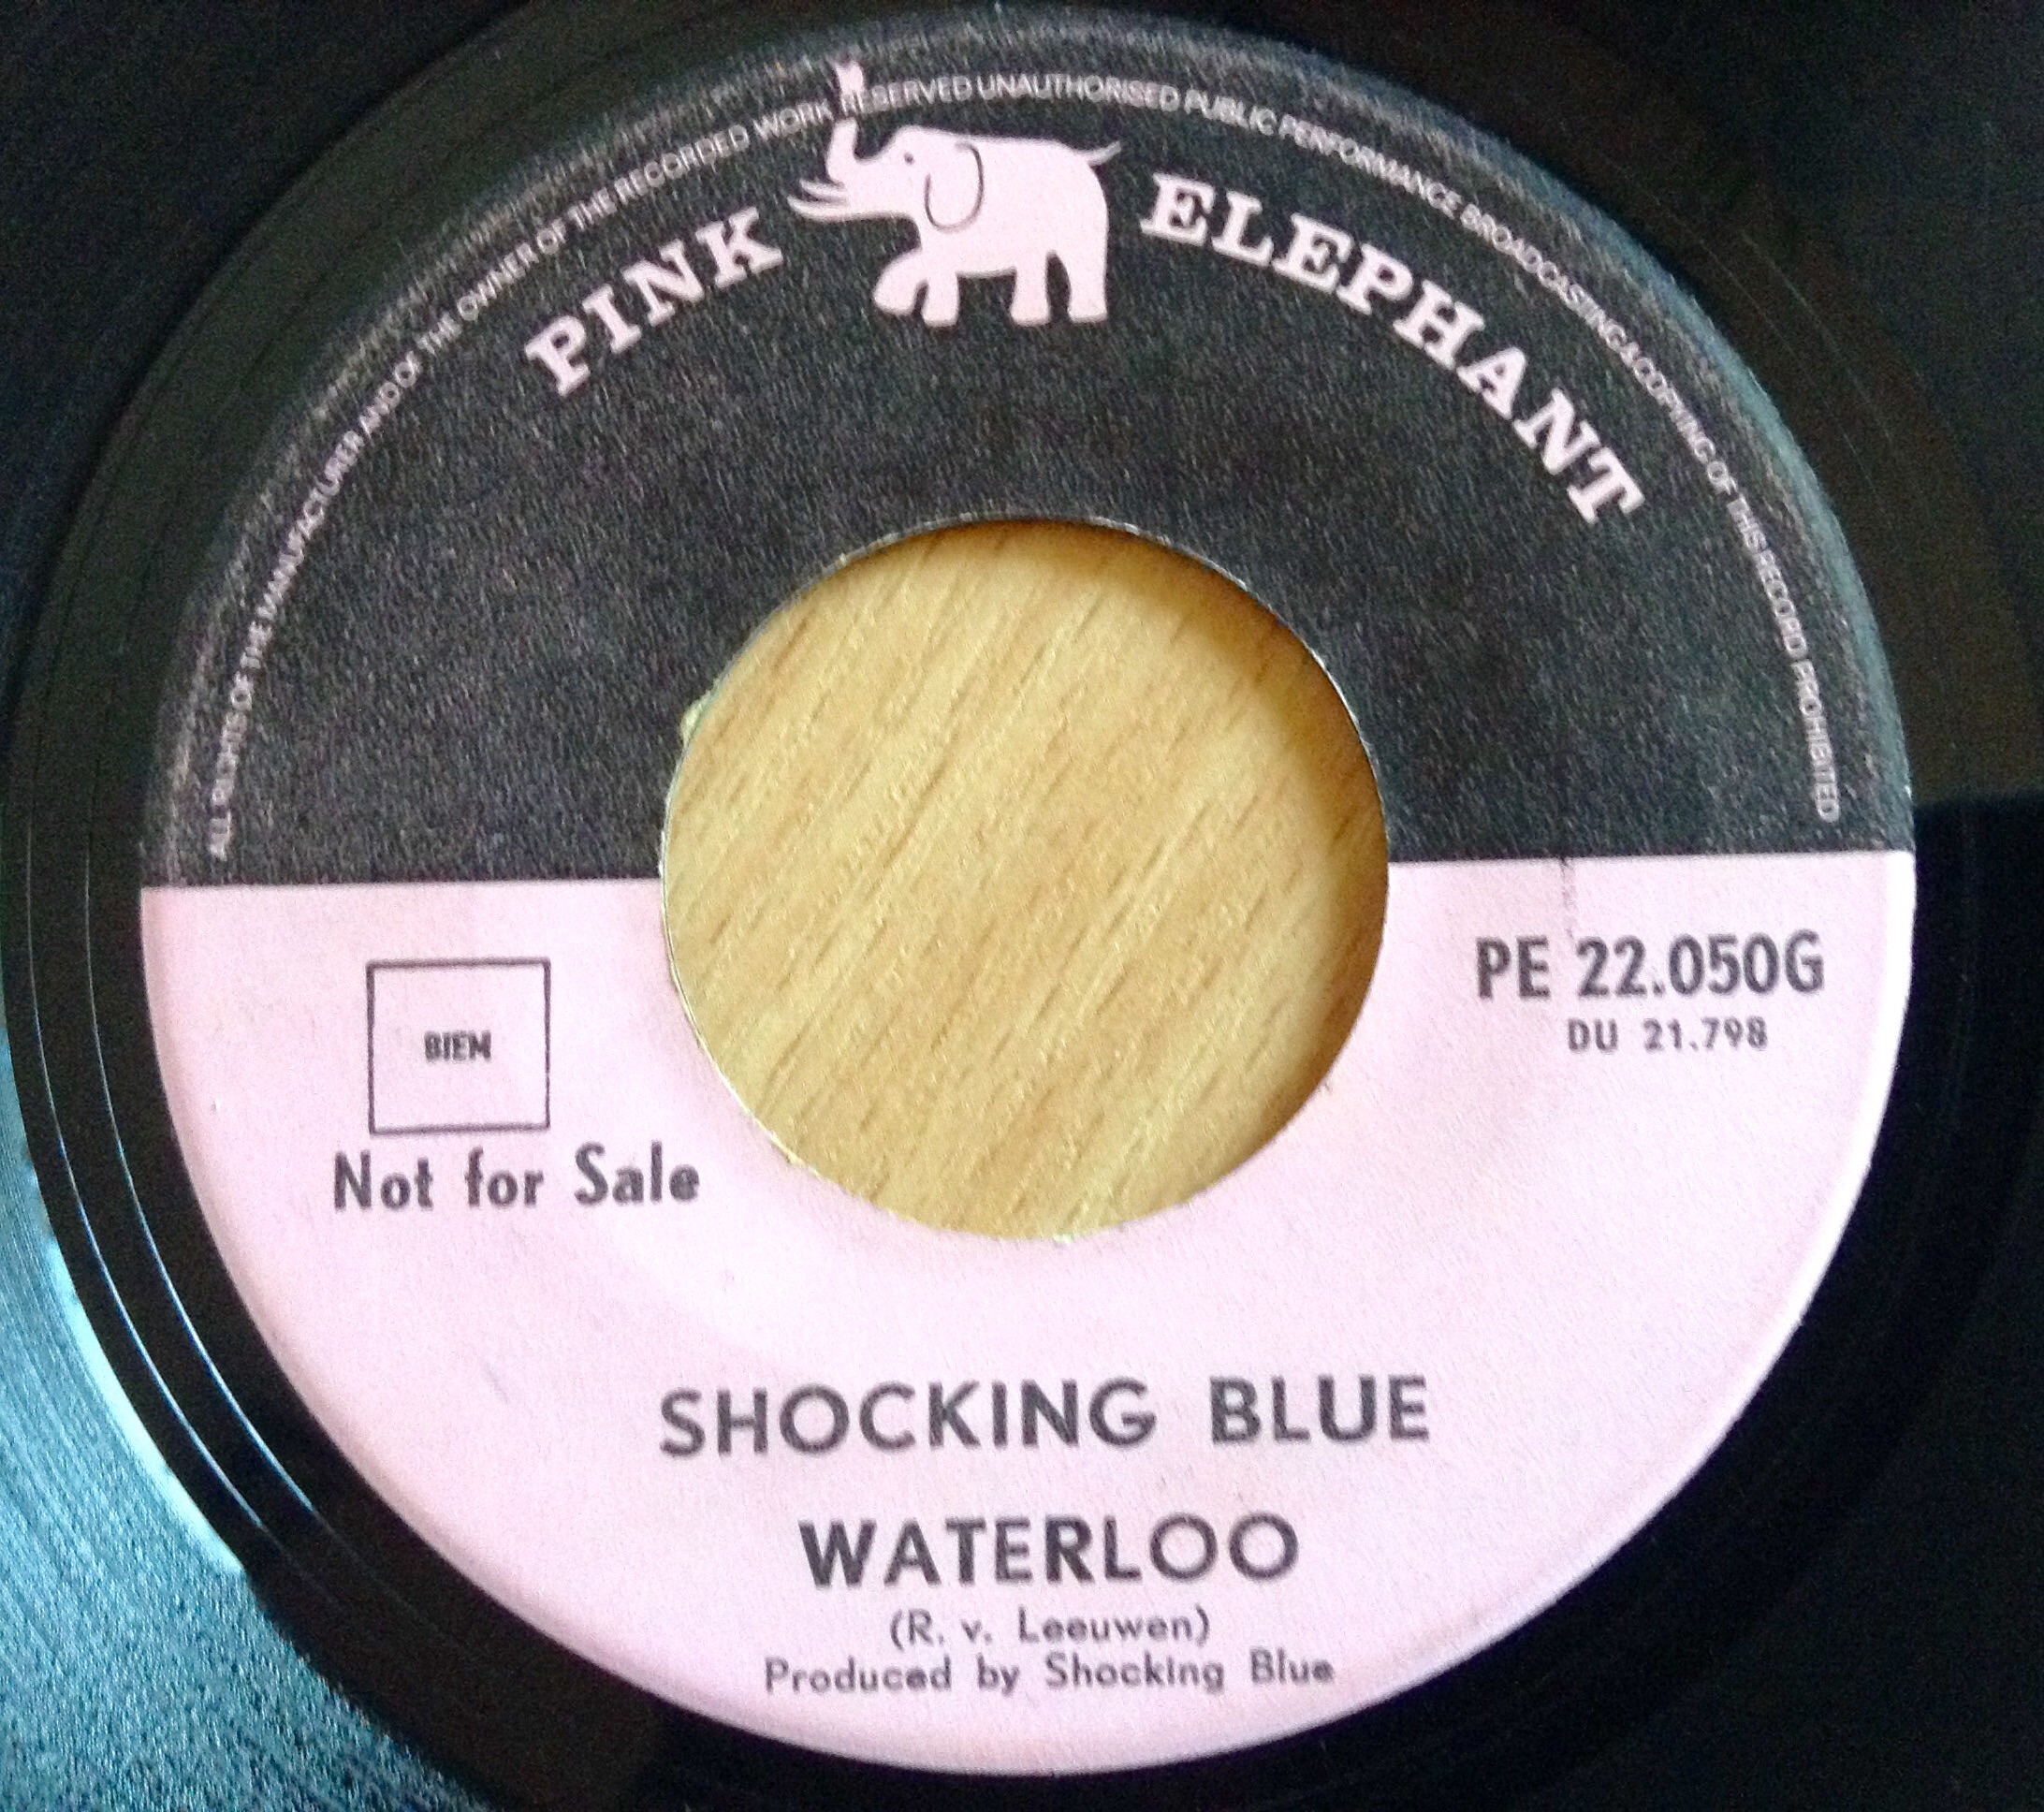 ALL RIGHTS OF THE MANUFACTURER AND OF THE OWNER OF THE RECORDED WORK RESERVED UNAUTHORISED PUBLIC PERFORMANCE BROADCASTING & COPYING OF THIS RECORD PROHIBITED
PINK ELEPHANT
PE 22.050G
DU 21.798
BIEM
Not for Sale
SHOCKING BLUE
WATERLOO
(R. v. Leeuwen)
Produced by Shocking Blue